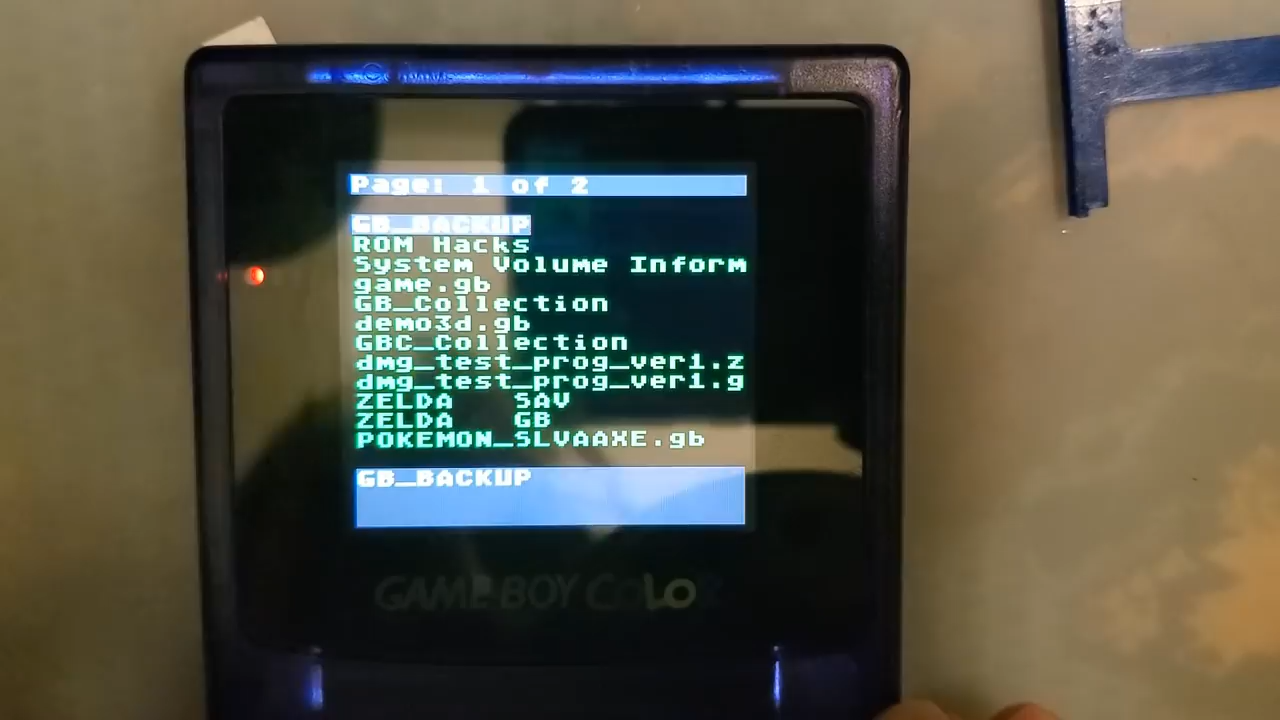 Page: 1 of 2
GB_BACKUP
ROM Hacks
System Volume Inform
game.gb
GB_Collection
demo3d.gb
GBC_Collection
dmg_test_prog_ver1.z
dmg_test_prog_ver1.g
ZELDA SAV
ZELDA GB
POKEMON_SLVAAXE.gb
GB_BACKUP
GAME BOY COLOR